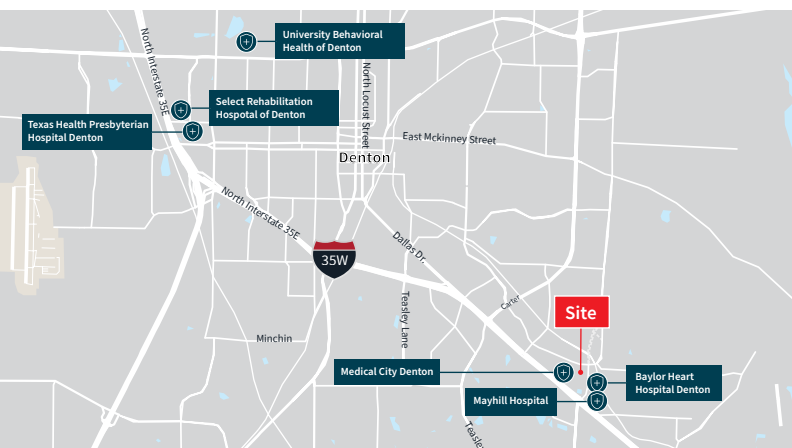 University Behavioral
Health of Denton
North Interstate 35E
North Locust Street
Select Rehabilitation
Hospotal of Denton
Texas Health Presbyterian
Hospital Denton
East Mckinney Street
Denton
North Interstate 35E
Dallas Dr.
35W
Carter
Teasley Lane
Site
Minchin
Medical City Denton
Baylor Heart
Hospital Denton
Mayhill Hospital